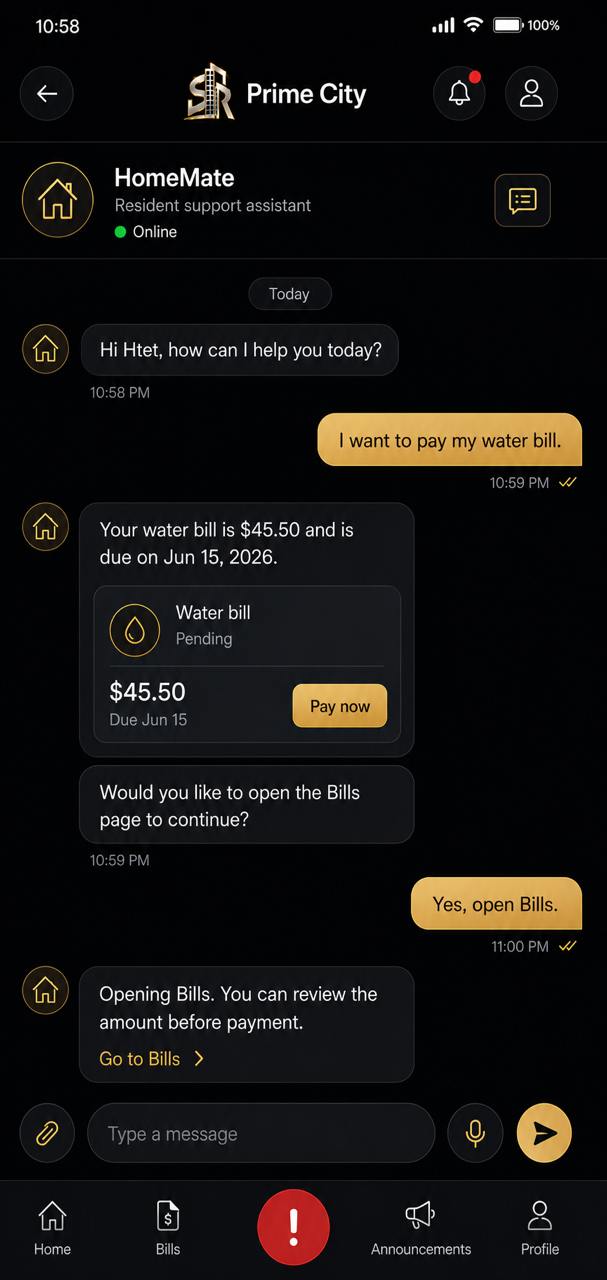 10:58
100%
SR
Prime City
HomeMate
Resident support assistant
Online
Today
Hi Htet, how can I help you today?
10:58 PM
I want to pay my water bill.
10:59 PM
Your water bill is $45.50 and is
due on Jun 15, 2026.
Water bill
Pending
$45.50
Due Jun 15
Pay now
Would you like to open the Bills
page to continue?
10:59 PM
Yes, open Bills.
11:00 PM
Opening Bills. You can review the
amount before payment.
Go to Bills
Type a message
!
Home
Bills
Announcements
Profile